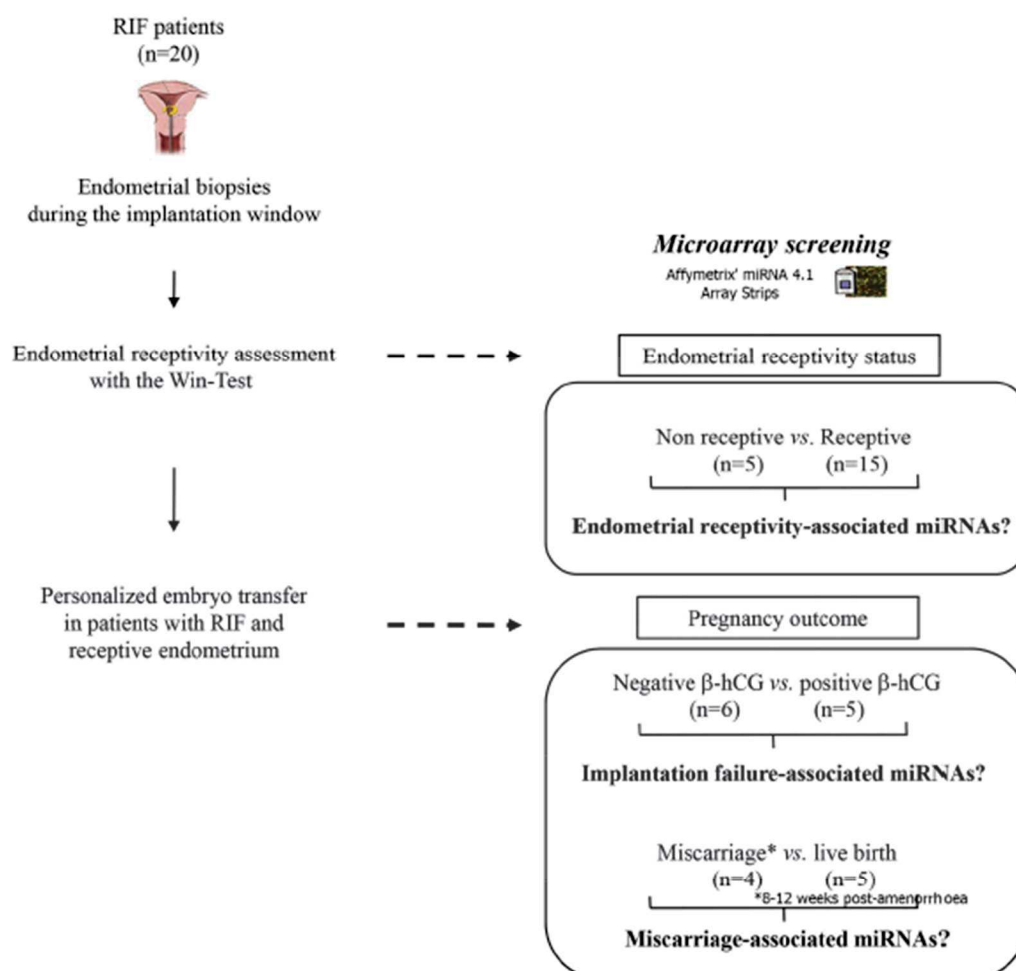 RIF patients
(n=20)
Endometrial biopsies
during the implantation window
Endometrial receptivity assessment
with the Win-Test
Personalized embryo transfer
in patients with RIF and
receptive endometrium
Microarray screening
Affymetrix' miRNA 4.1
Array Strips
Endometrial receptivity status
Non receptive vs. Receptive
(n=5) (n=15)
Endometrial receptivity-associated miRNAs?
Pregnancy outcome
Negative β-hCG vs. positive β-hCG
(n=6) (n=5)
Implantation failure-associated miRNAs?
Miscarriage* vs. live birth
(n=4) (n=5)
*8-12 weeks post-amenorrhoea
Miscarriage-associated miRNAs?